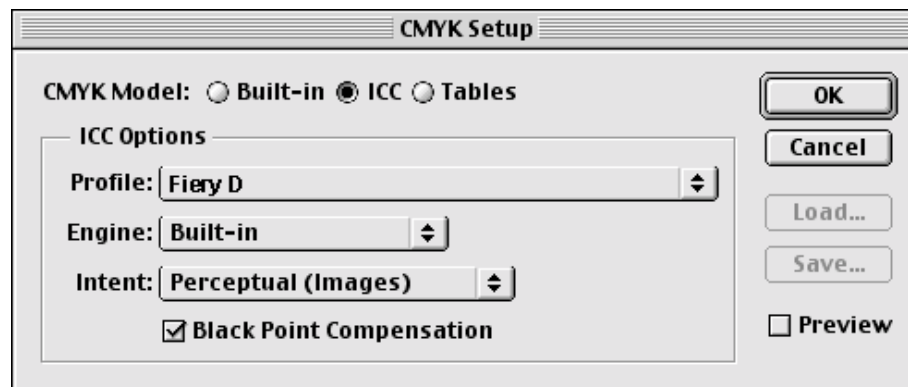 CMYK Setup
CMYK Model: Built-in ICC Tables
OK
ICC Options
Cancel
Profile: Fiery D
Load...
Engine: Built-in
Save...
Intent: Perceptual (Images)
Black Point Compensation
Preview